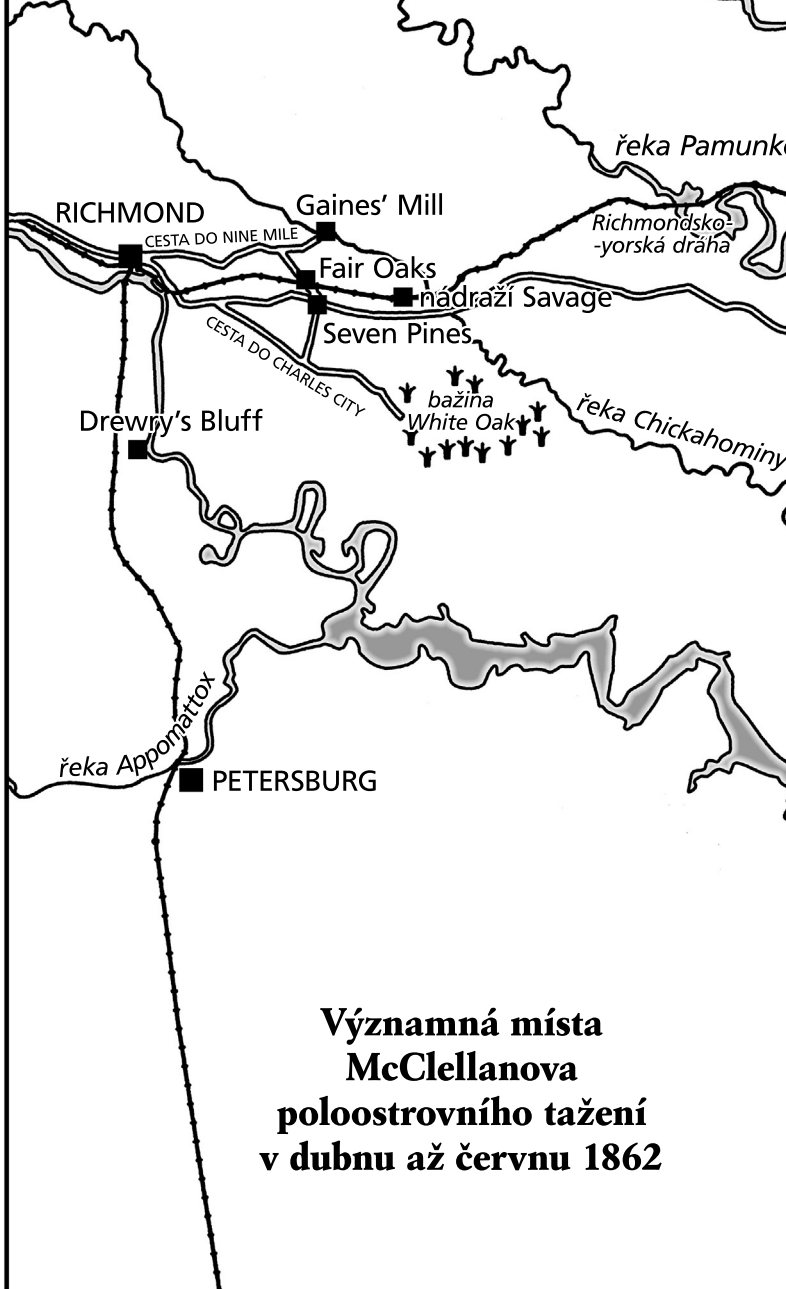 řeka Pamunk
RICHMOND
Gaines’ Mill
CESTA DO NINE MILE
Richmondsko-
-yorská dráha
Fair Oaks
nádraží Savage
Seven Pines
CESTA DO CHARLES CITY
bažina
White Oak
řeka Chickahominy
Drewry’s Bluff
řeka Appomattox
PETERSBURG
Významná místa
McClellanova
poloostrovního tažení
v dubnu až červnu 1862